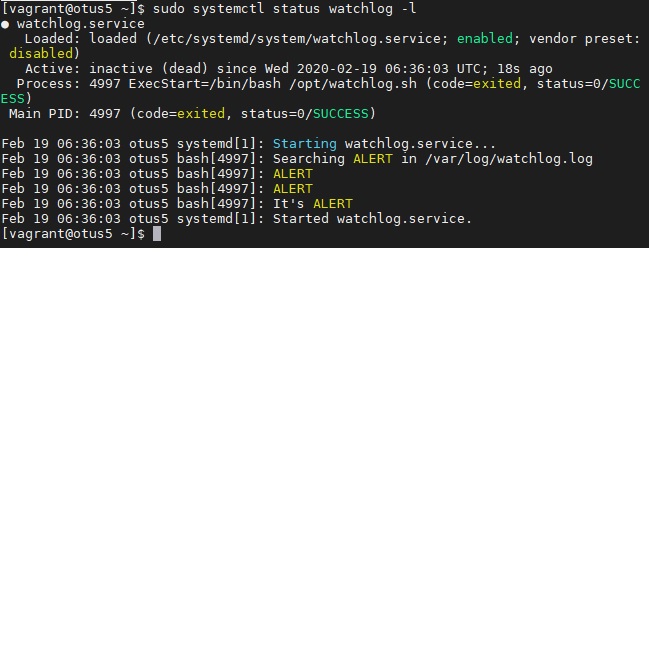 [vagrant@otus5 ~]$ sudo systemctl status watchlog -l
● watchlog.service
   Loaded: loaded (/etc/systemd/system/watchlog.service; enabled; vendor preset:
 disabled)
   Active: inactive (dead) since Wed 2020-02-19 06:36:03 UTC; 18s ago
  Process: 4997 ExecStart=/bin/bash /opt/watchlog.sh (code=exited, status=0/SUCC
ESS)
 Main PID: 4997 (code=exited, status=0/SUCCESS)

Feb 19 06:36:03 otus5 systemd[1]: Starting watchlog.service...
Feb 19 06:36:03 otus5 bash[4997]: Searching ALERT in /var/log/watchlog.log
Feb 19 06:36:03 otus5 bash[4997]: ALERT
Feb 19 06:36:03 otus5 bash[4997]: ALERT
Feb 19 06:36:03 otus5 bash[4997]: It's ALERT
Feb 19 06:36:03 otus5 systemd[1]: Started watchlog.service.
[vagrant@otus5 ~]$